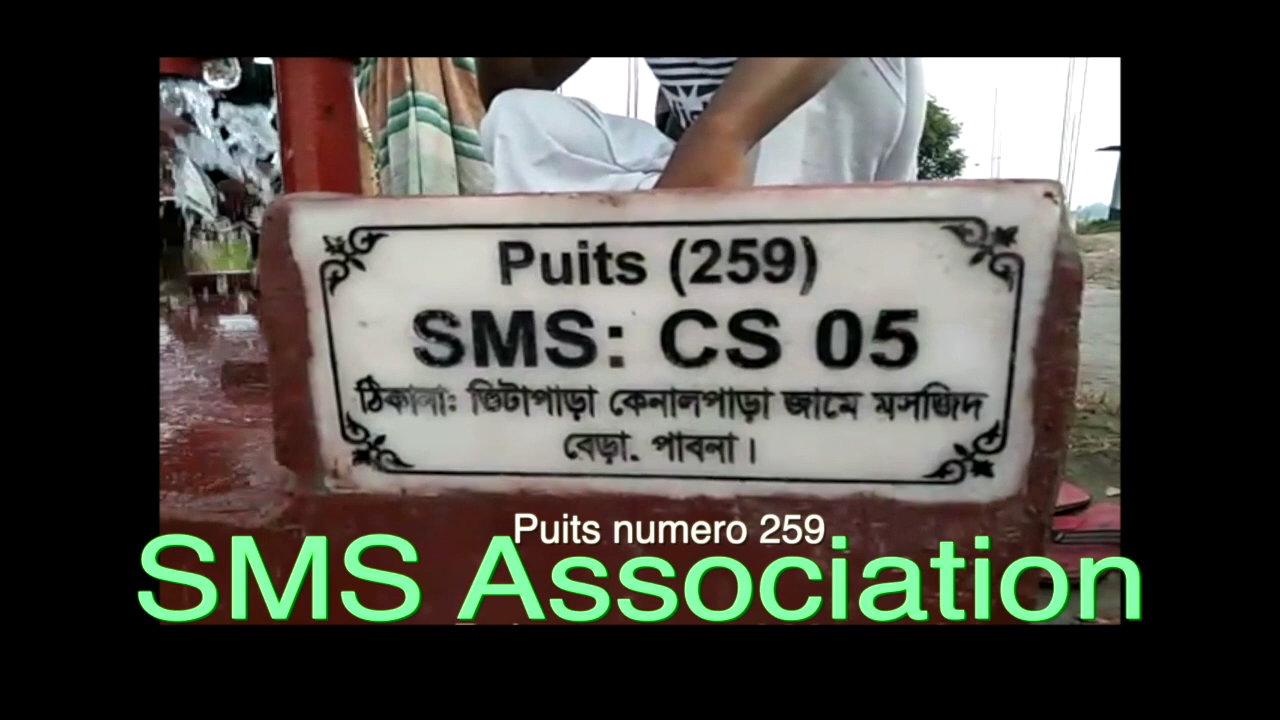 Puits (259)
SMS: CS 05
ঠিকানা: ভিটাপাড়া কেনালপাড়া জামে মসজিদ
বেড়া. পাবনা।
Puits numero 259
SMS Association